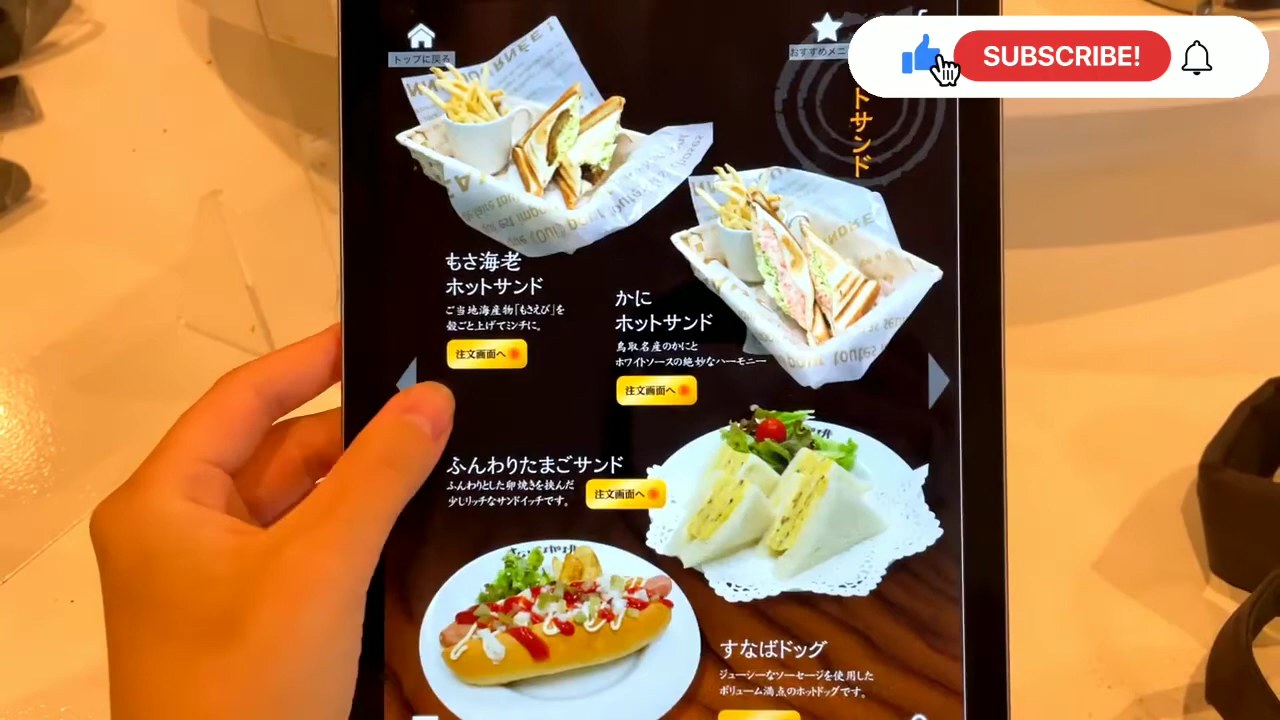 トップに戻る
おすすめメニ
SUBSCRIBE!
トサンド
もさ海老
ホットサンド
ご当地海産物「もさえび」を
殻ごと上げてミンチに。
注文画面へ
かに
ホットサンド
鳥取名産のかにと
ホワイトソースの絶妙なハーモニー
注文画面へ
ふんわりたまごサンド
ふんわりとした卵焼きを挟んだ
少しリッチなサンドイッチです。
注文画面へ
すなばドッグ
ジューシーなソーセージを使用した
ボリューム満点のホットドッグです。